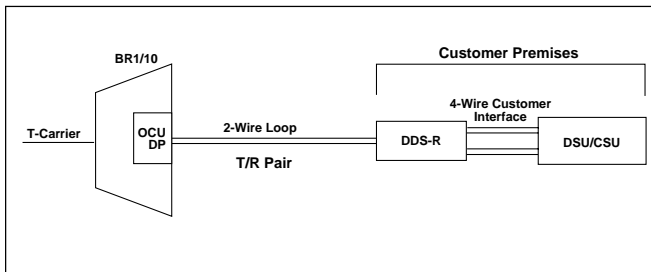 BR1/10
Customer Premises
4-Wire Customer
Interface
T-Carrier
OCU
DP
2-Wire Loop
T/R Pair
DDS-R
DSU/CSU